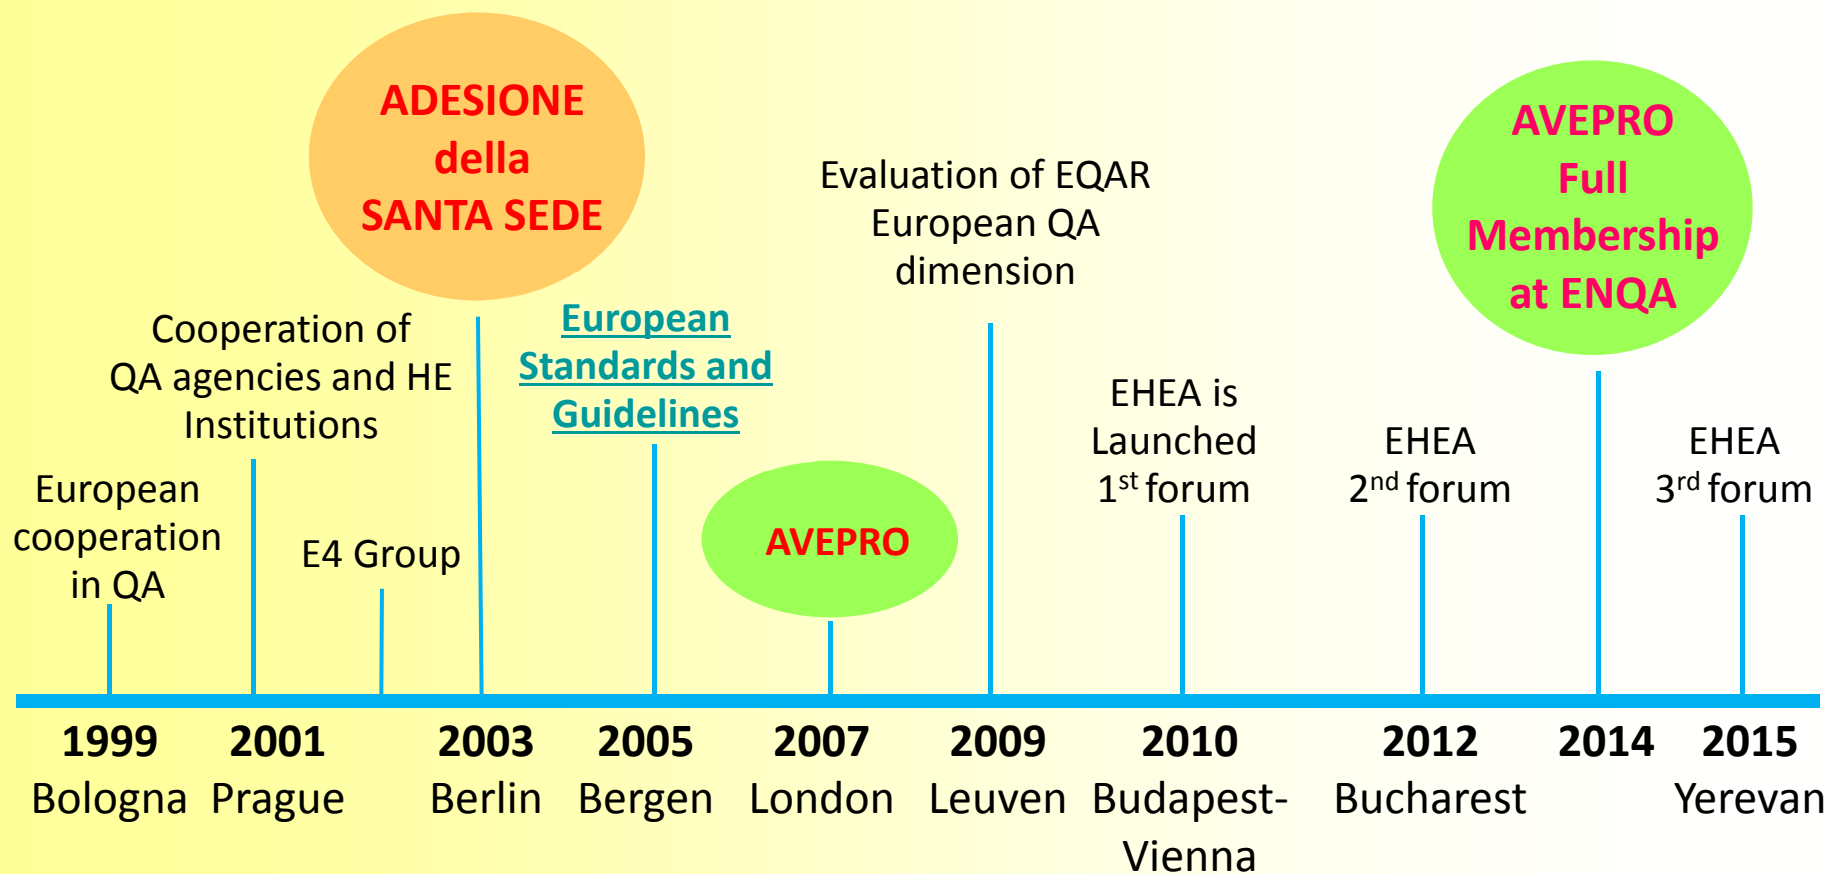 ADESIONE
della
SANTA SEDE
AVEPRO
Full
Membership
at ENQA
Evaluation of EQAR
European QA
dimension
European
Standards and
Guidelines
Cooperation of
QA agencies and HE
Institutions
EHEA is
Launched
1st forum
EHEA
2nd forum
EHEA
3rd forum
European
cooperation
in QA
E4 Group
AVEPRO
1999
Bologna
2001
Prague
2003
Berlin
2005
Bergen
2007
London
2009
Leuven
2010
Budapest-
Vienna
2012
Bucharest
2014
2015
Yerevan